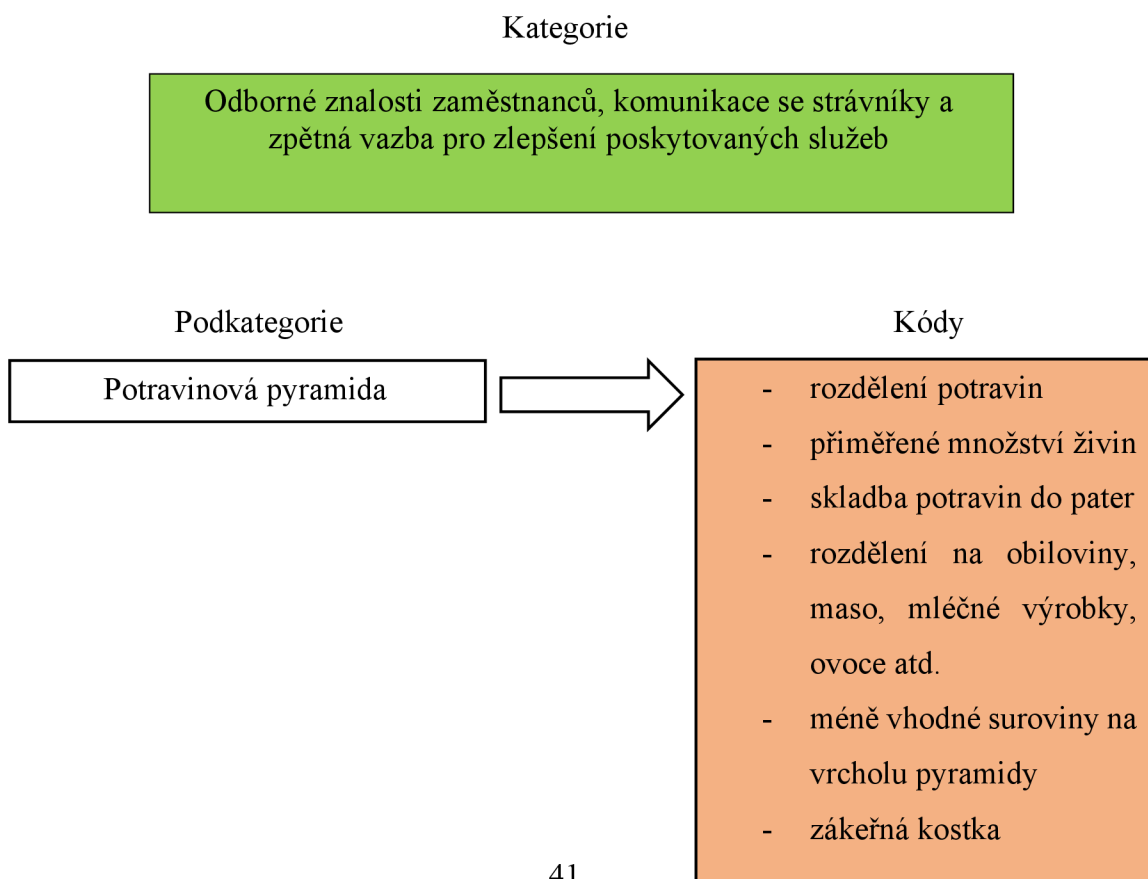 Kategorie
Odborné znalosti zaměstnanců, komunikace se strávníky a
zpětná vazba pro zlepšení poskytovaných služeb
Podkategorie
Kódy
Potravinová pyramida
- rozdělení potravin
- přiměřené množství živin
- skladba potravin do pater
- rozdělení na obiloviny,
maso, mléčné výrobky,
ovoce atd.
- méně vhodné suroviny na
vrcholu pyramidy
- zákeřná kostka
41